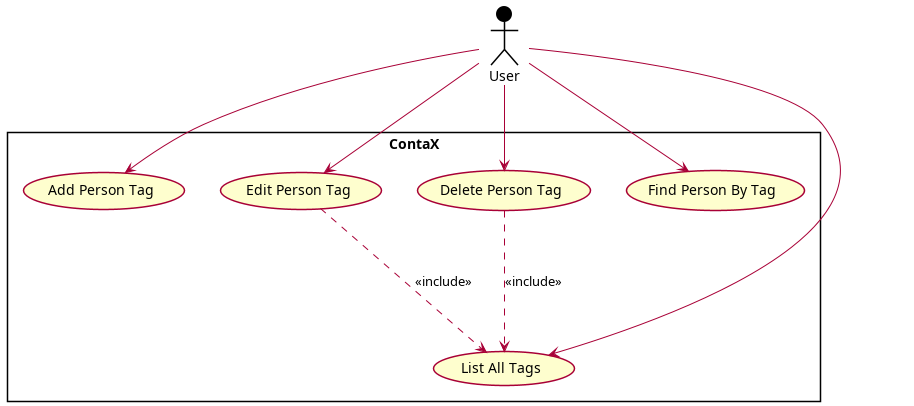 User
ContaX
Add Person Tag
Edit Person Tag
Delete Person Tag
Find Person By Tag
«include»
«include»
List All Tags